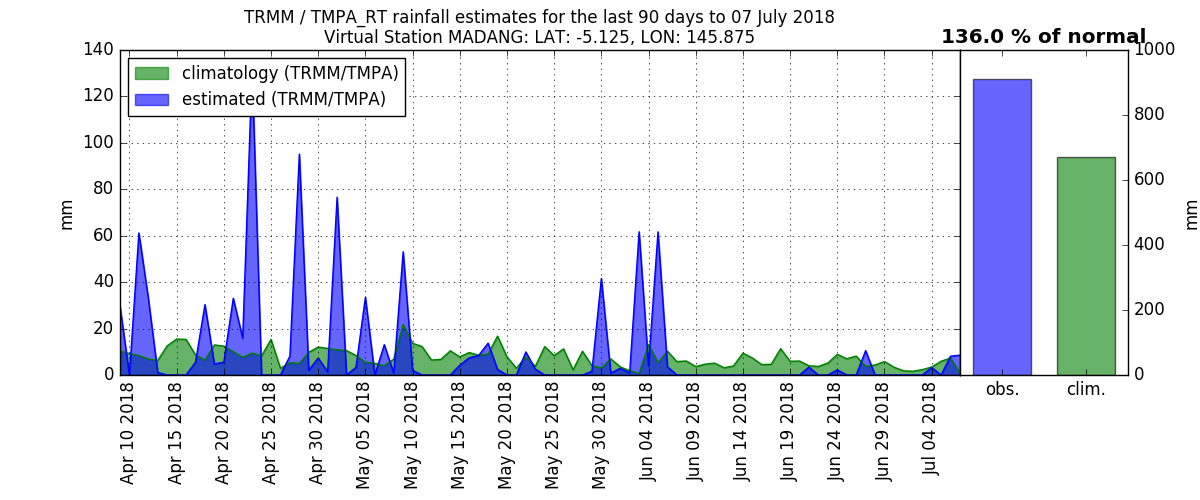 TRMM / TMPA_RT rainfall estimates for the last 90 days to 07 July 2018
Virtual Station MADANG: LAT: -5.125, LON: 145.875
136.0 % of normal
climatology (TRMM/TMPA)
estimated (TRMM/TMPA)
140
120
100
80
60
40
20
0
mm
Apr 10 2018
Apr 15 2018
Apr 20 2018
Apr 25 2018
Apr 30 2018
May 05 2018
May 10 2018
May 15 2018
May 20 2018
May 25 2018
May 30 2018
Jun 04 2018
Jun 09 2018
Jun 14 2018
Jun 19 2018
Jun 24 2018
Jun 29 2018
Jul 04 2018
obs.
clim.
1000
800
600
400
200
0
mm